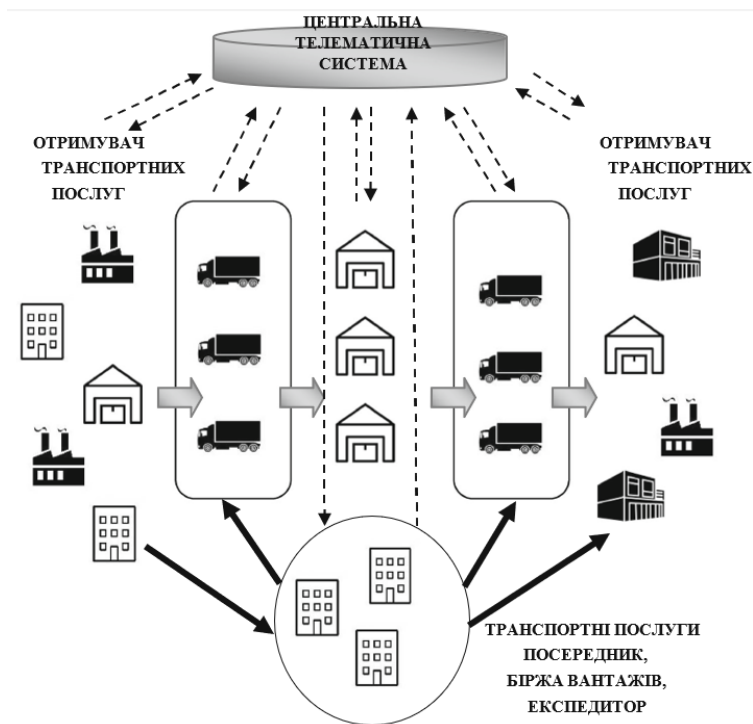 ЦЕНТРАЛЬНА
ТЕЛЕМАТИЧНА
СИСТЕМА
ОТРИМУВАЧ
ТРАНСПОРТНИХ
ПОСЛУГ
ОТРИМУВАЧ
ТРАНСПОРТНИХ
ПОСЛУГ
ТРАНСПОРТНІ ПОСЛУГИ
ПОСЕРЕДНИК,
БІРЖА ВАНТАЖІВ,
ЕКСПЕДИТОР